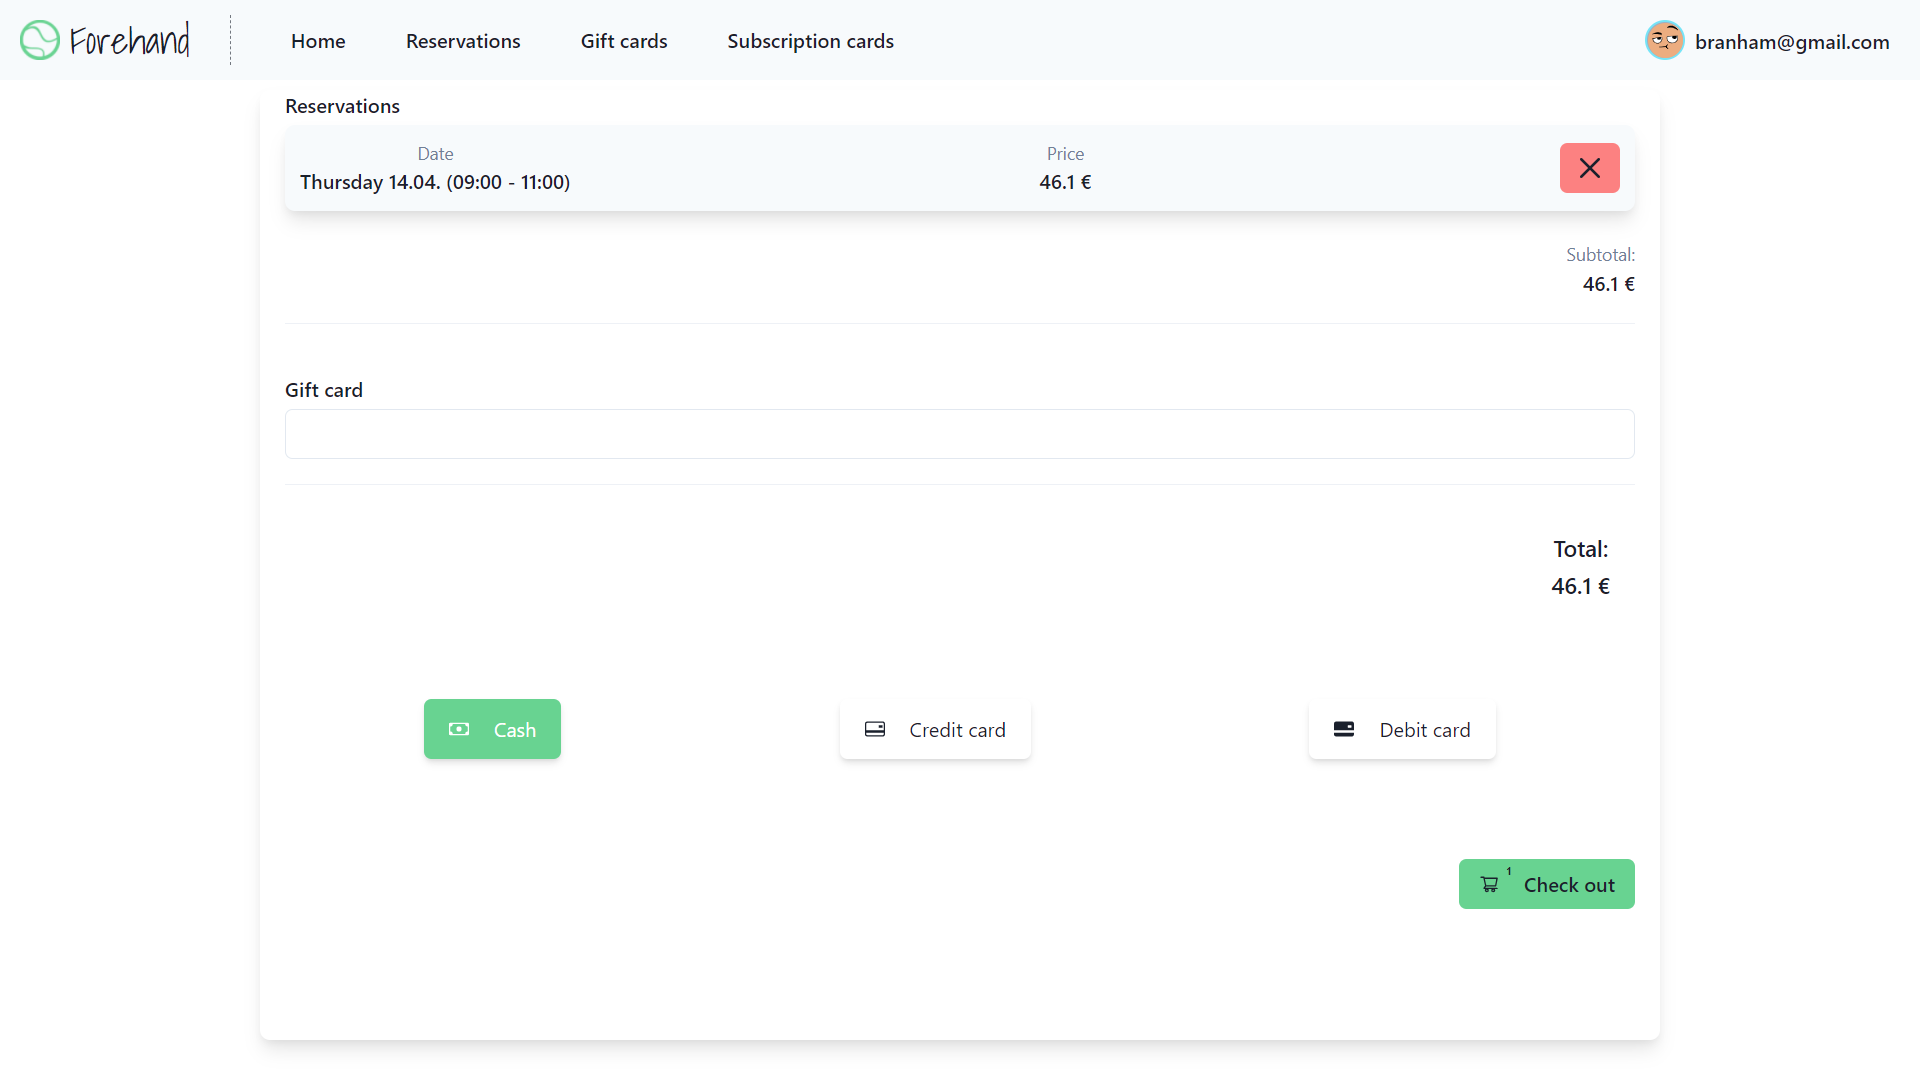 Forehand
Home
Reservations
Gift cards
Subscription cards
branham@gmail.com
Reservations
Date
Thursday 14.04. (09:00 - 11:00)
Price
46.1 €
Subtotal:
46.1 €
Gift card
Total:
46.1 €
Cash
Credit card
Debit card
1
Check out